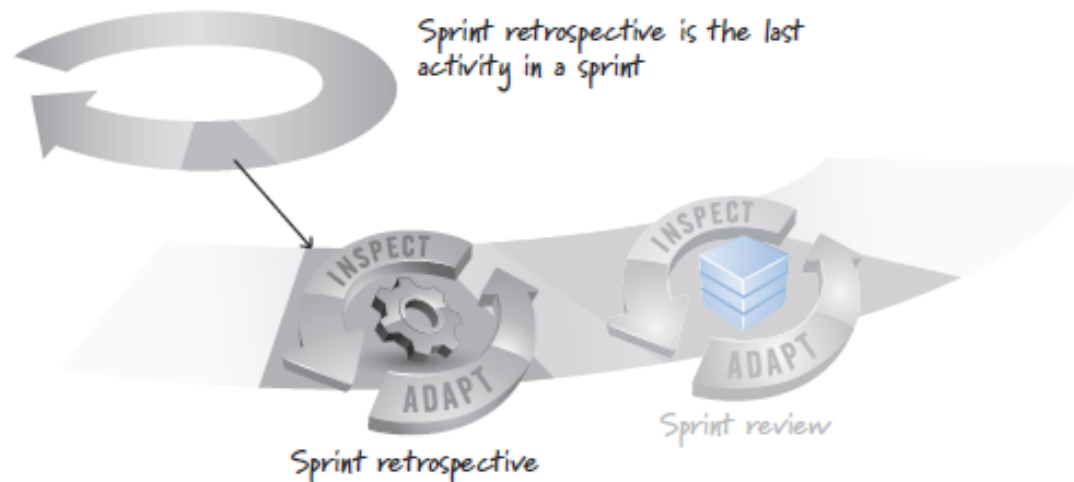 Sprint retrospective is the last
activity in a sprint
INSPECT
ADAPT
Sprint retrospective
INSPECT
ADAPT
Sprint review